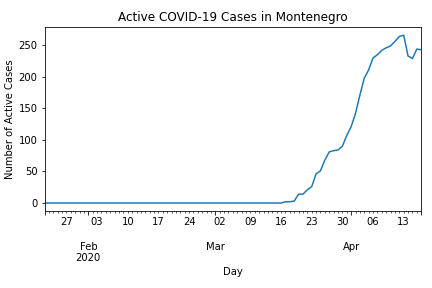 Active COVID-19 Cases in Montenegro
Number of Active Cases
250
200
150
100
50
0
27 03 10 17 24 02 09 16 23 30 06 13
Feb Mar Apr
2020
Day